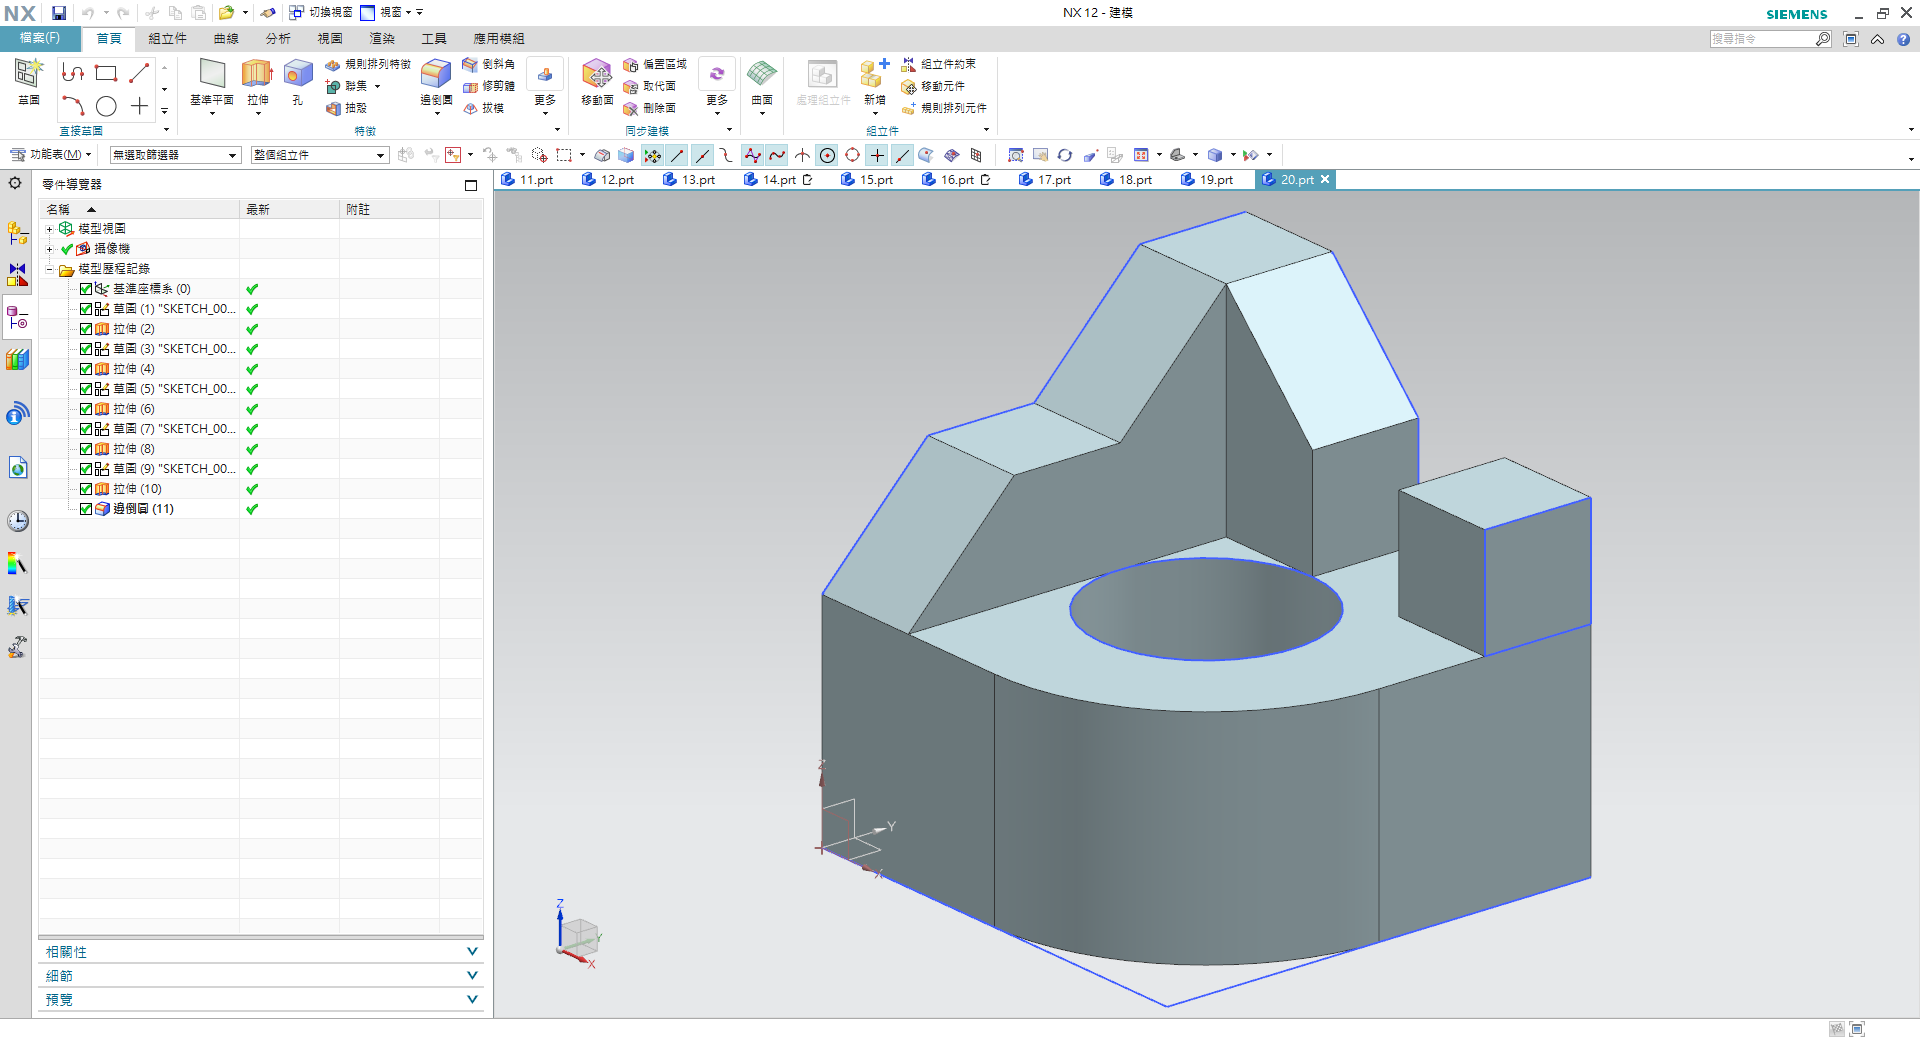 NX 切換視窗 視窗 NX 12 - 建模 SIEMENS
檔案(F) 首頁 組立件 曲線 分析 視圖 渲染 工具 應用模組 搜尋指令
草圖
直接草圖
基準平面 拉伸 孔
規則排列特徵
聯集
抽殼
邊倒圓
倒斜角
修剪體
拔模
更多
特徵
移動面
偏置區域
取代面
刪除面
更多
同步建模
曲面
處理組立件 新增
組立件約束
移動元件
規則排列元件
組立件
功能表(M) 無選取篩選器 整個組立件
11.prt 12.prt 13.prt 14.prt 15.prt 16.prt 17.prt 18.prt 19.prt 20.prt
零件導覽器
名稱 最新 附註
模型視圖
攝像機
模型歷程記錄
基準座標系 (0)
草圖 (1) "SKETCH_00...
拉伸 (2)
草圖 (3) "SKETCH_00...
拉伸 (4)
草圖 (5) "SKETCH_00...
拉伸 (6)
草圖 (7) "SKETCH_00...
拉伸 (8)
草圖 (9) "SKETCH_00...
拉伸 (10)
邊倒圓 (11)
相關性
細節
預覽
Z
Y
X
Z
Y
X